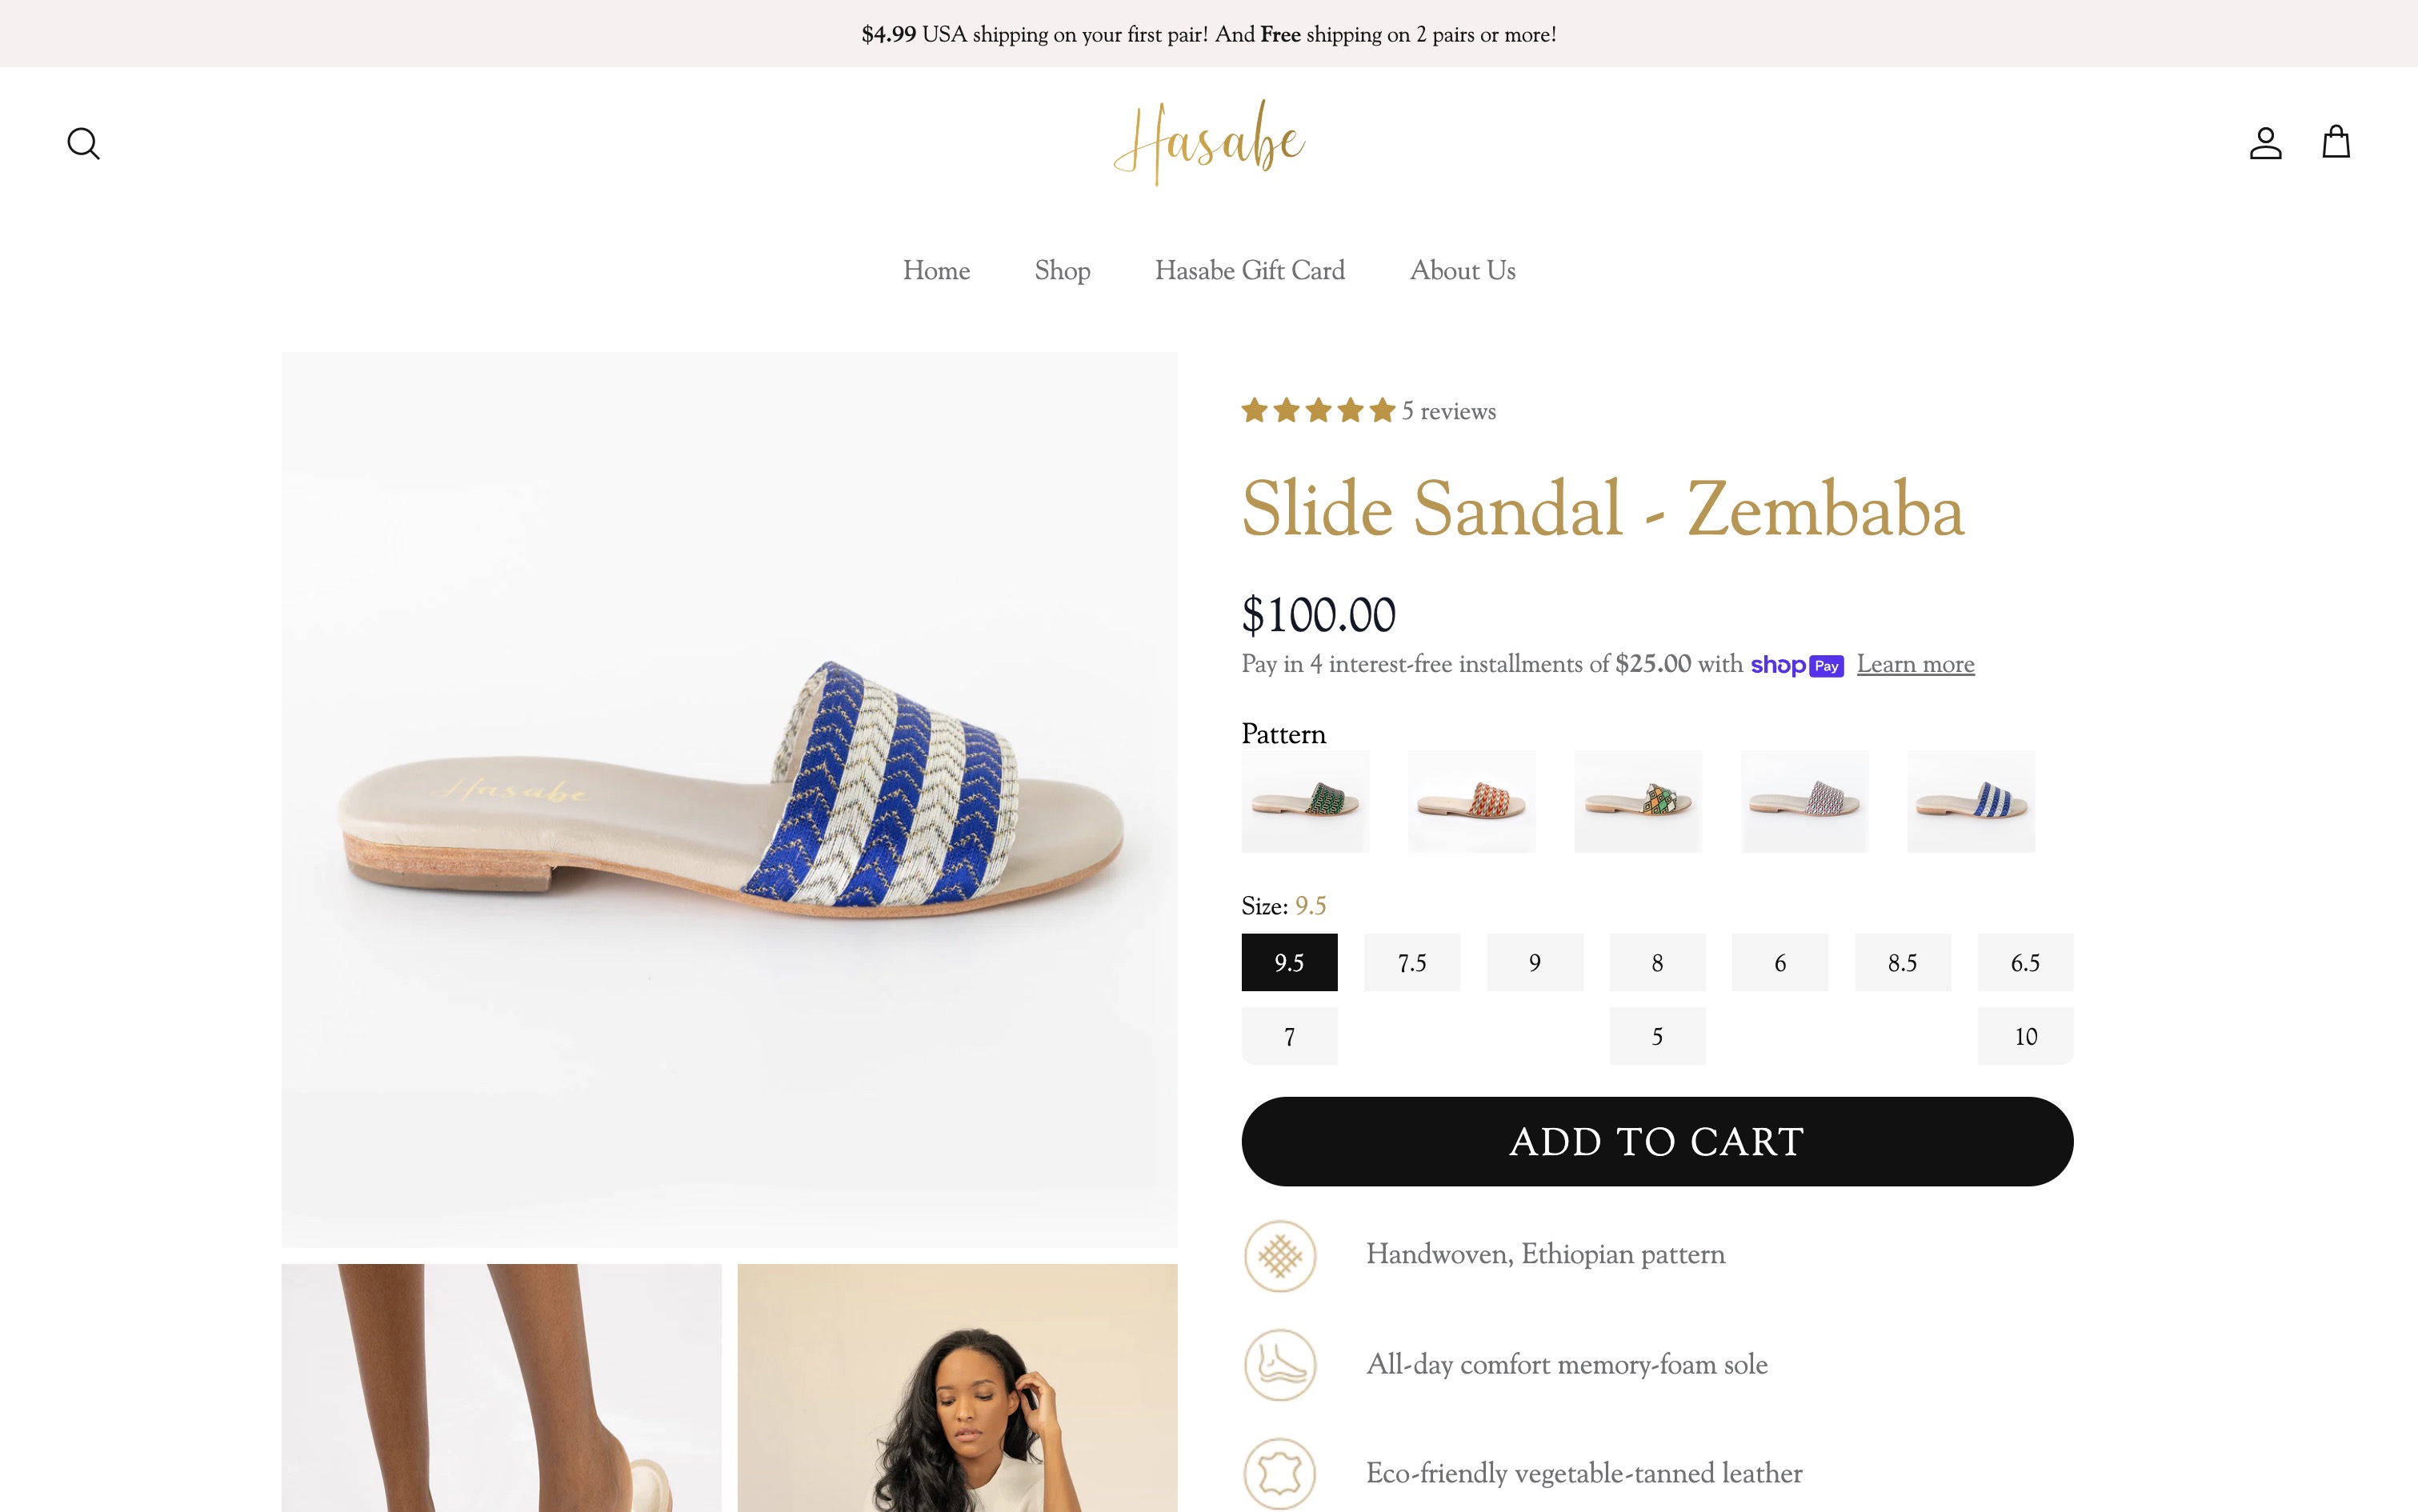 $4.99 USA shipping on your first pair! And Free shipping on 2 pairs or more!
Hasabe
Home Shop Hasabe Gift Card About Us
5 reviews
Slide Sandal - Zembaba
$100.00
Pay in 4 interest-free installments of $25.00 with shop Pay Learn more
Pattern
Hasabe
Size: 9.5
9.5 7.5 9 8 6 8.5 6.5
7 5 10
ADD TO CART
Handwoven, Ethiopian pattern
All-day comfort memory-foam sole
Eco-friendly vegetable-tanned leather